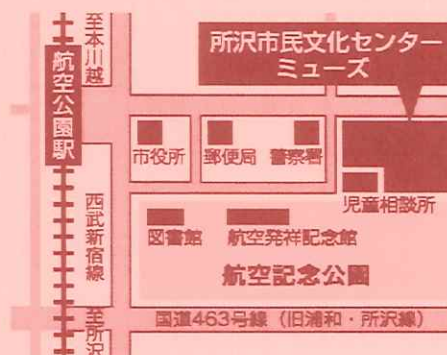 至本川越
所沢市民文化センター
ミューズ
航空公園駅
市役所
郵便局
警察署
児童相談所
西武新宿線
図書館
航空発祥記念館
航空記念公園
国道463号線（旧浦和・所沢線）
至所沢